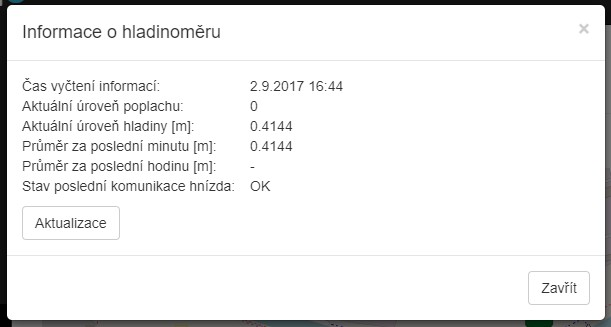 Informace o hladinoměru
×
Čas vyčtení informací: 2.9.2017 16:44
Aktuální úroveň poplachu: 0
Aktuální úroveň hladiny [m]: 0.4144
Průměr za poslední minutu [m]: 0.4144
Průměr za poslední hodinu [m]: -
Stav poslední komunikace hnízda: OK
Aktualizace
Zavřít